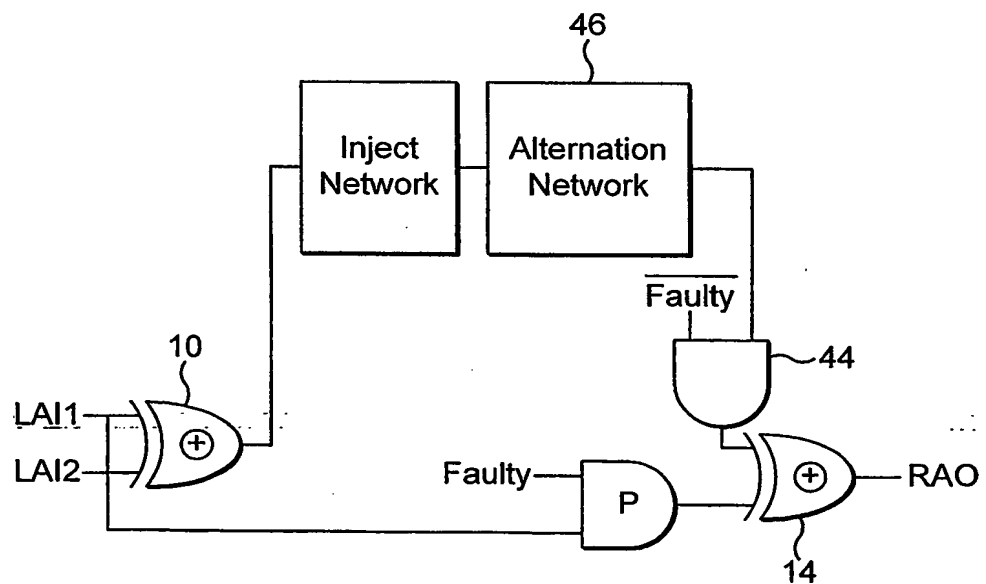 46
Inject
Network
Alternation
Network
Faulty
44
10
LAI1
LAI2
+
Faulty
P
+
RAO
14